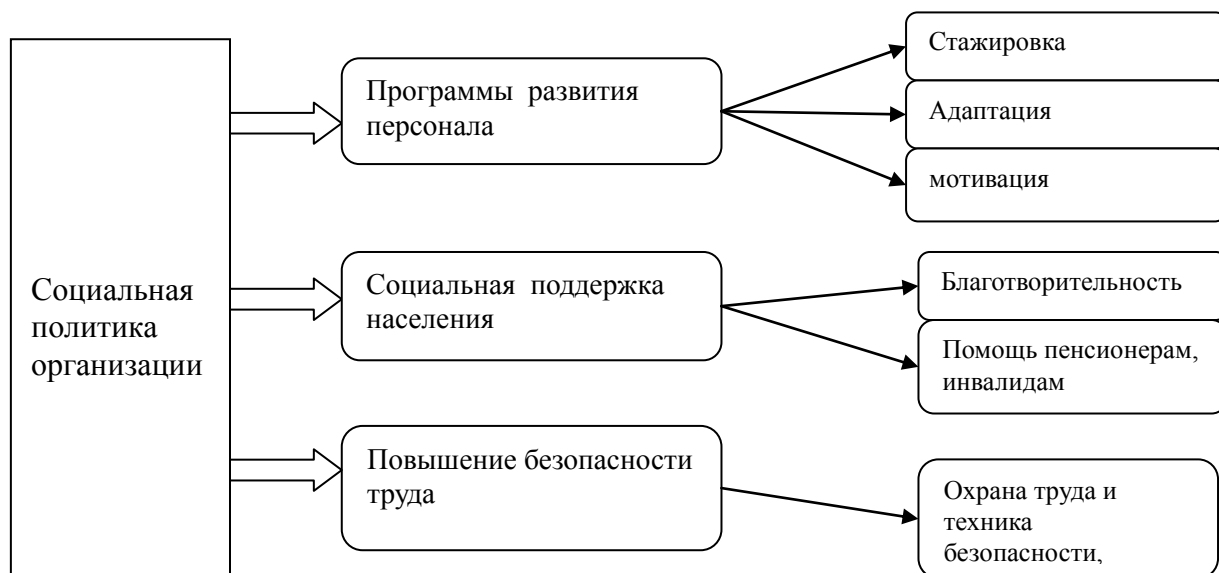 Социальная
политика
организации
Программы развития
персонала
Стажировка
Адаптация
мотивация
Социальная поддержка
населения
Благотворительность
Помощь пенсионерам,
инвалидам
Повышение безопасности
труда
Охрана труда и
техника
безопасности,